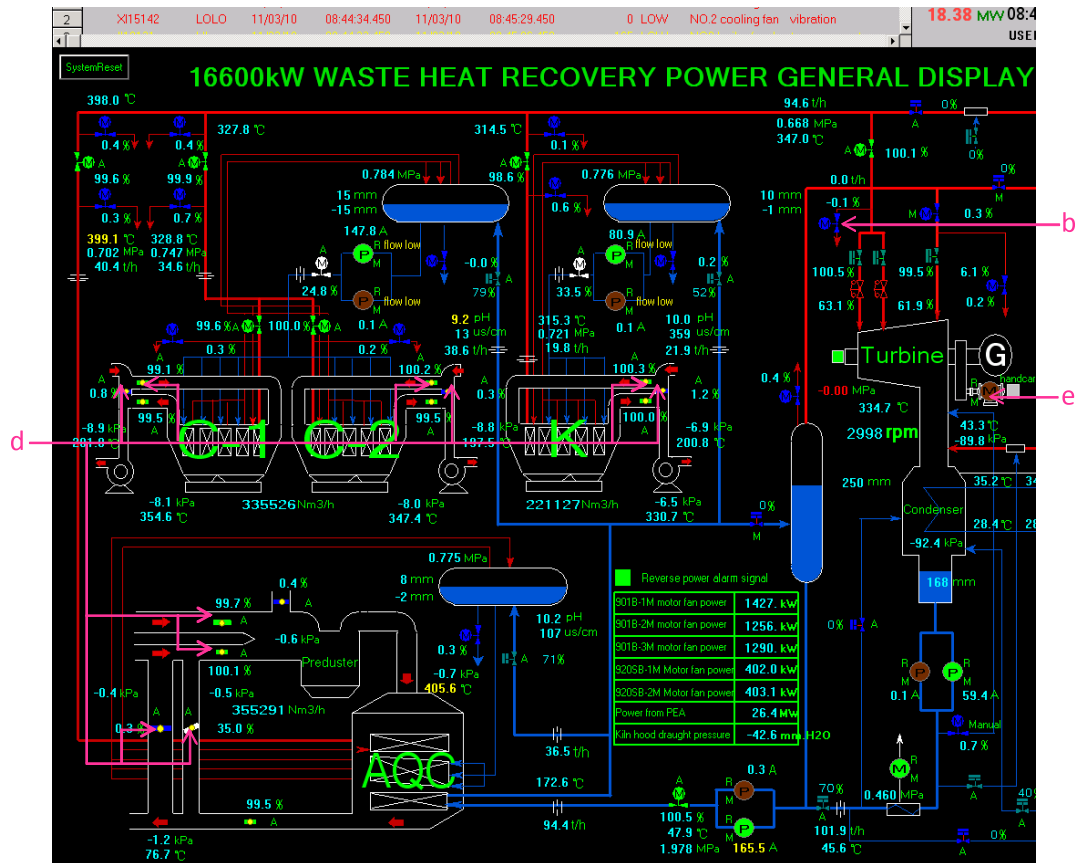 2 XI15142 LOLO 11/03/10 08:44:34.450 11/03/10 08:45:29.450 0 LOW NO.2 cooling fan vibration
18.38 MW 08:4
USEI
SystemReset
16600kW WASTE HEAT RECOVERY POWER GENERAL DISPLAY
398.0 ℃
327.8 ℃
314.5 ℃
94.6 t/h
0.668 MPa
347.0 ℃
0%
A
0.4 %
0.4 %
0.1 %
A
100.1 %
0%
0%
99.6 %
99.9 %
98.6 %
0.784 MPa
0.776 MPa
0.0 t/h
0%
0.3 %
0.7 %
0.6 %
15 mm
-15 mm
10 mm
-1 mm
-0.1 %
0.3 %
b
399.1 ℃
0.702 MPa
40.4 t/h
328.8 ℃
0.747 MPa
34.6 t/h
147.8 A
flow low
80.9 A
flow low
-0.0 %
79%
0.2 %
52%
100.5 %
99.5 %
6.1 %
24.8 %
flow low
33.5 %
flow low
63.1 %
61.9 %
0.2 %
99.6% A
100.0 %
0.1 A
0.1 A
9.2 pH
13 us/cm
38.6 t/h
315.3 ℃
0.721 MPa
19.8 t/h
10.0 pH
359 us/cm
21.9 t/h
0.3 %
0.2 %
Turbine
G
99.1 %
100.2 %
100.3 %
0.4 %
-0.00 MPa
handcar
0.8 %
0.3 %
1.2 %
334.7 ℃
e
99.5 %
99.5 %
100.0 %
2998 rpm
43.3 ℃
-89.8 kPa
d
-8.9 kPa
-8.8 kPa
-6.9 kPa
200.8 ℃
K
-8.1 kPa
354.6 ℃
335526 Nm3/h
-8.0 kPa
347.4 ℃
221127 Nm3/h
-6.5 kPa
330.7 ℃
250 mm
35.2 ℃
0%
M
Condenser
28.4 ℃
-92.4 kPa
0.775 MPa
8 mm
-2 mm
168 mm
Reverse power alarm signal
901B-1M motor fan power 1427. kW
901B-2M motor fan power 1256. kW
901B-3M motor fan power 1290. kW
920SB-1M Motor fan power 402.0 kW
920SB-2M Motor fan power 403.1 kW
Power from PEA 26.4 MW
Kiln hood draught pressure -42.6 mm.H2O
0.4 %
99.7 %
A
10.2 pH
107 us/cm
0% A
-0.6 kPa
0.3 %
71%
100.1 %
Preduster
-0.7 kPa
405.6 ℃
-0.4 kPa
-0.5 kPa
355291 Nm3/h
0.1 A
59.4 A
0.3 %
35.0 %
Manual
0.7 %
36.5 t/h
AQC
172.6 ℃
0.3 A
0.460 MPa
70%
40%
99.5 %
A
94.4 t/h
100.5 %
47.9 ℃
1.978 MPa
165.5 A
101.9 t/h
45.6 ℃
0%
A
-1.2 kPa
76.7 ℃